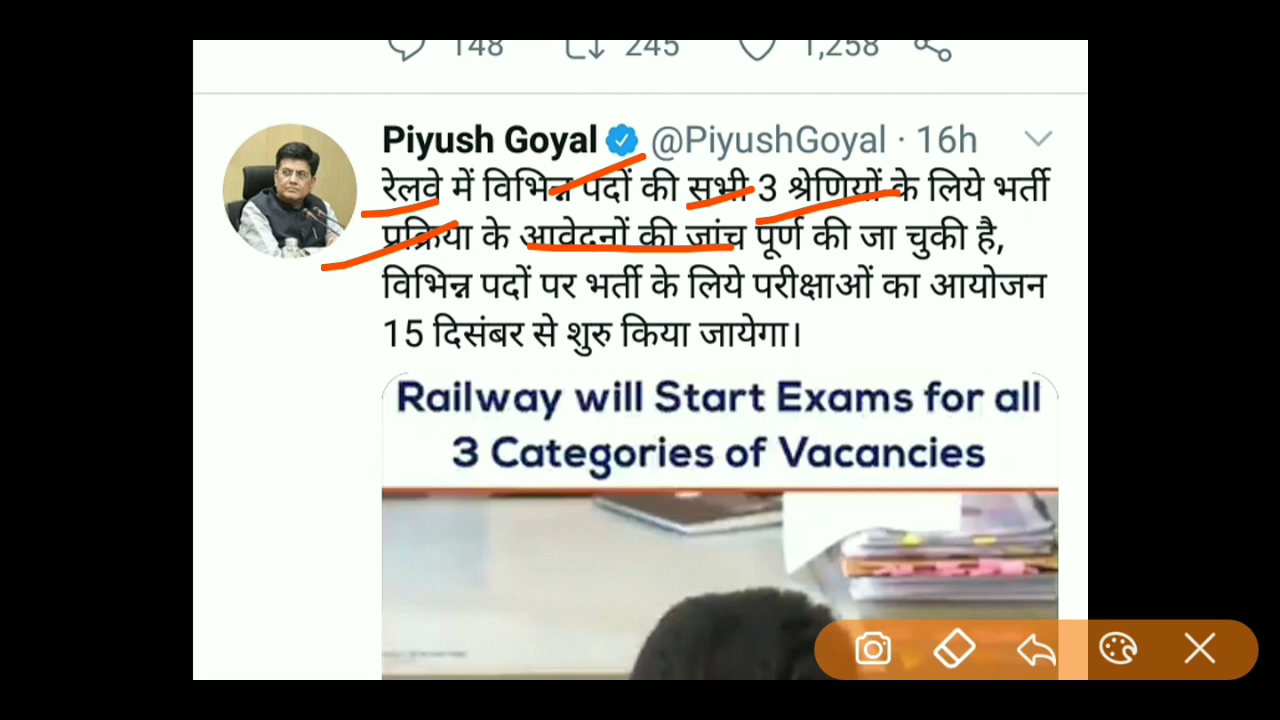 148 245 1,258
Piyush Goyal @PiyushGoyal · 16h
रेलवे में विभिन्न पदों की सभी 3 श्रेणियों के लिये भर्ती
प्रक्रिया के आवेदनों की जांच पूर्ण की जा चुकी है,
विभिन्न पदों पर भर्ती के लिये परीक्षाओं का आयोजन
15 दिसंबर से शुरु किया जायेगा।
Railway will Start Exams for all
3 Categories of Vacancies